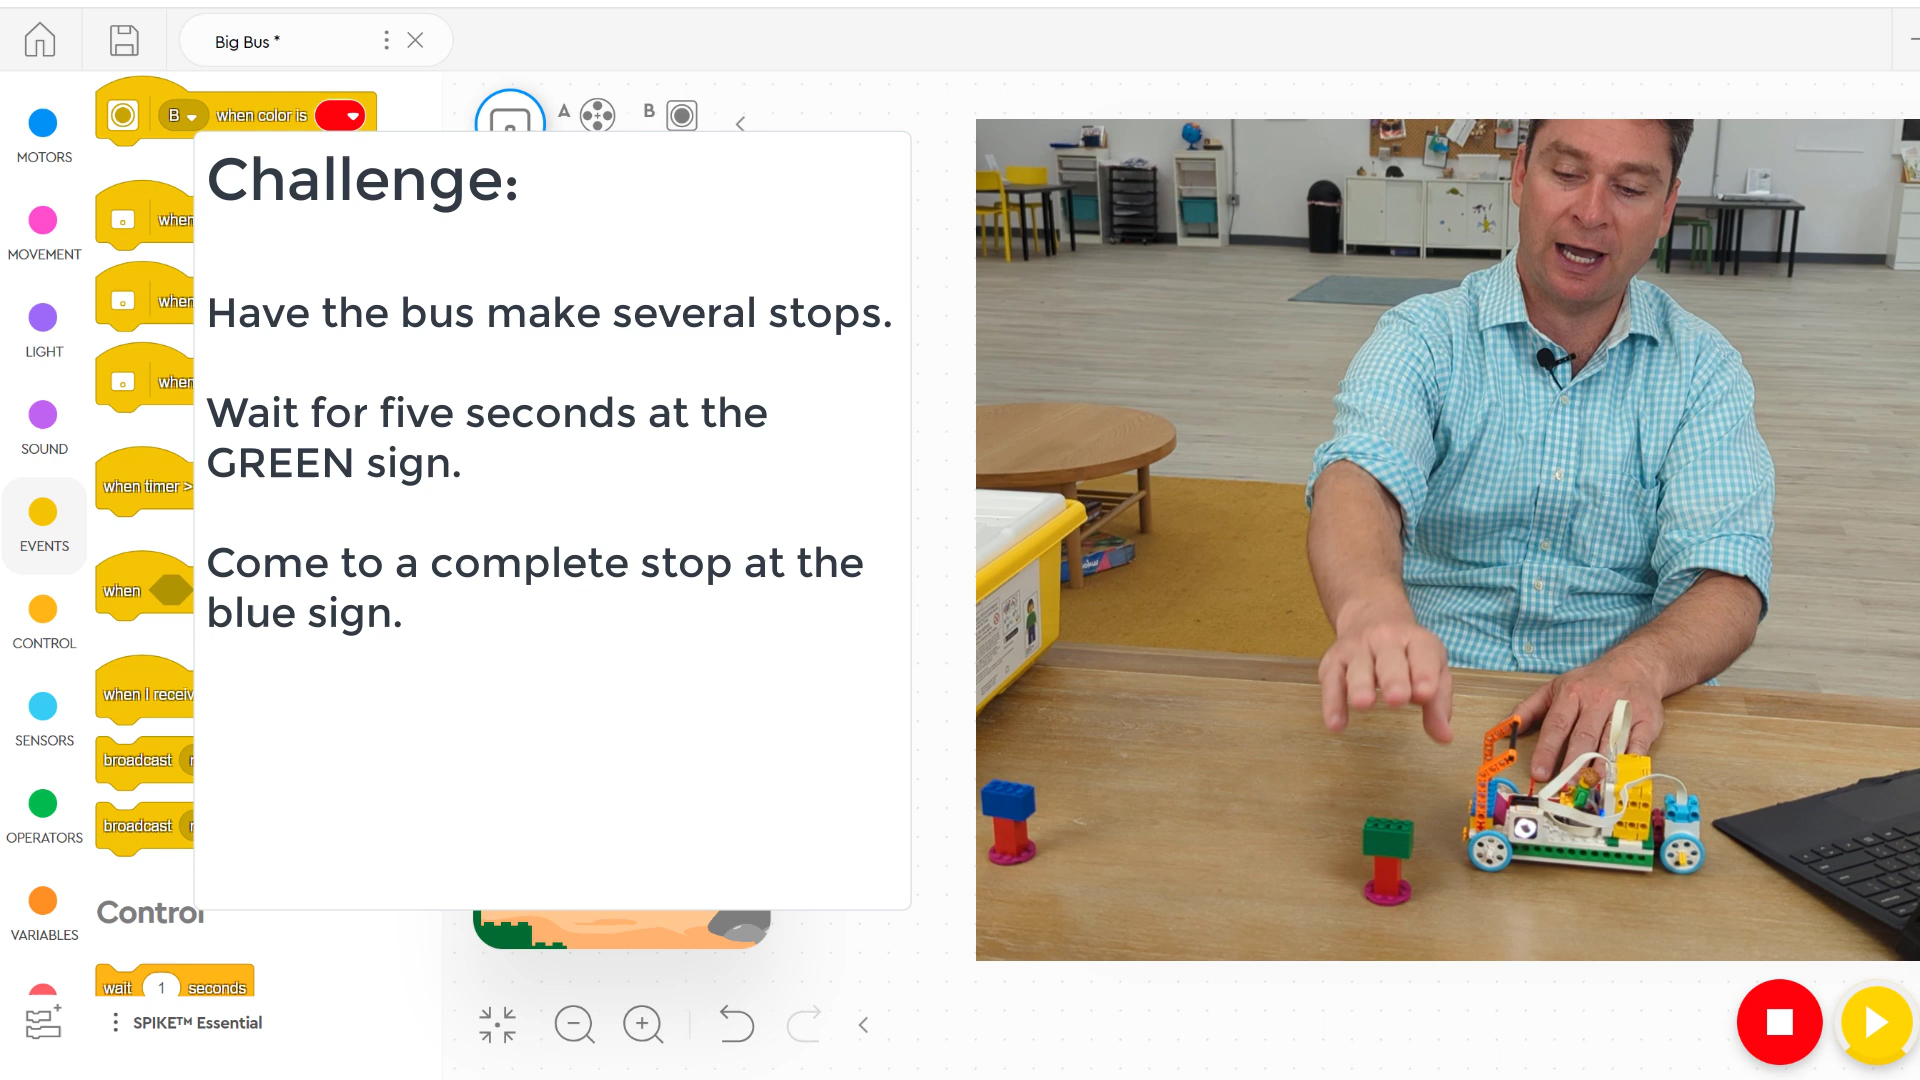 Big Bus *
B
when color is
A
B
MOTORS
MOVEMENT
LIGHT
SOUND
EVENTS
CONTROL
SENSORS
OPERATORS
VARIABLES
when timer >
when
broadcast
broadcast
Control
wait 1 seconds
SPIKE™ Essential
Challenge:
Have the bus make several stops.
Wait for five seconds at the
GREEN sign.
Come to a complete stop at the
blue sign.